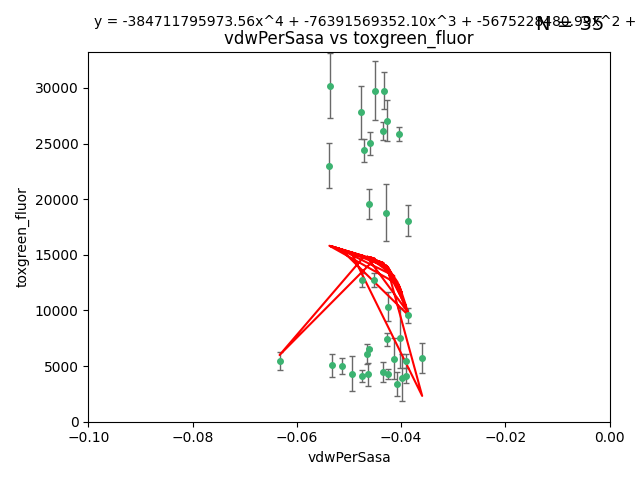 y = -384711795973.56x^4 + -76391569352.10x^3 + -5675228480.99x^2 +
N = 35
vdwPerSasa vs toxgreen_fluor
30000
25000
20000
15000
10000
5000
0
toxgreen_fluor
−0.10 −0.08 −0.06 −0.04 −0.02 0.00
vdwPerSasa